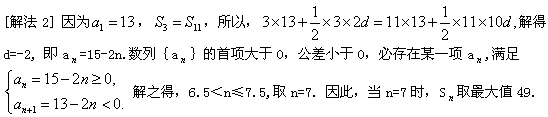 [解法 2] 因为 $a_1=13$，$S_3=S_{11}$，所以，$3\times13+\frac{1}{2}\times3\times2d=11\times13+\frac{1}{2}\times11\times10d$,解得
d=-2, 即 $a_n$=15-2n.数列｛$a_n$｝的首项大于 0，公差小于 0，必存在某一项 $a_n$,满足
$\begin{cases}a_n=15-2n\geq0,\\a_{n+1}=13-2n<0.\end{cases}$ 解之得，6.5＜n≤7.5,取 n=7. 因此，当 n=7 时，$S_n$取最大值 49.